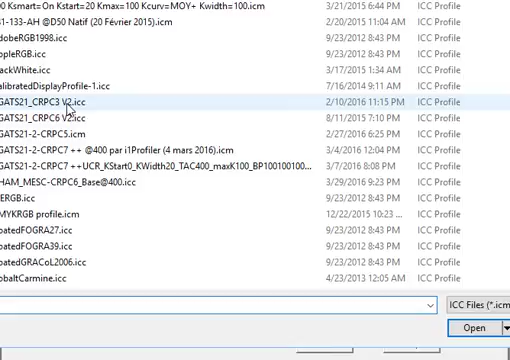 00 Ksmart=On Kstart=20 Kmax=100 Kcurv=MOY+ Kwidth=100.icm 3/21/2015 6:44 PM ICC Profile
31-133-AH @D50 Natif (20 Février 2015).icm 2/20/2015 11:04 AM ICC Profile
dobeRGB1998.icc 9/23/2012 8:43 PM ICC Profile
ppleRGB.icc 9/23/2012 8:43 PM ICC Profile
lackWhite.icc 3/17/2015 1:34 AM ICC Profile
alibratedDisplayProfile-1.icc 7/16/2014 9:11 AM ICC Profile
GATS21_CRPC3 V2.icc 2/10/2016 11:15 PM ICC Profile
GATS21_CRPC6 V2.icc 8/11/2015 7:10 PM ICC Profile
GATS21-2-CRPC5.icm 2/27/2016 6:25 PM ICC Profile
GATS21-2-CRPC7 ++ @400 par i1Profiler (4 mars 2016).icm 3/4/2016 12:04 PM ICC Profile
GATS21-2-CRPC7 ++UCR_KStart0_KWidth20_TAC400_maxK100_BP100100100... 3/7/2016 8:08 PM ICC Profile
HAM_MESC-CRPC6_Base@400.icc 3/29/2016 9:23 PM ICC Profile
ERGB.icc 9/23/2012 8:43 PM ICC Profile
MYKRGB profile.icm 12/22/2015 10:23 ... ICC Profile
oatedFOGRA27.icc 9/23/2012 8:43 PM ICC Profile
oatedFOGRA39.icc 9/23/2012 8:43 PM ICC Profile
oatedGRACoL2006.icc 9/23/2012 8:43 PM ICC Profile
obaltCarmine.icc 4/23/2013 12:05 AM ICC Profile
ICC Files (*.icm
Open